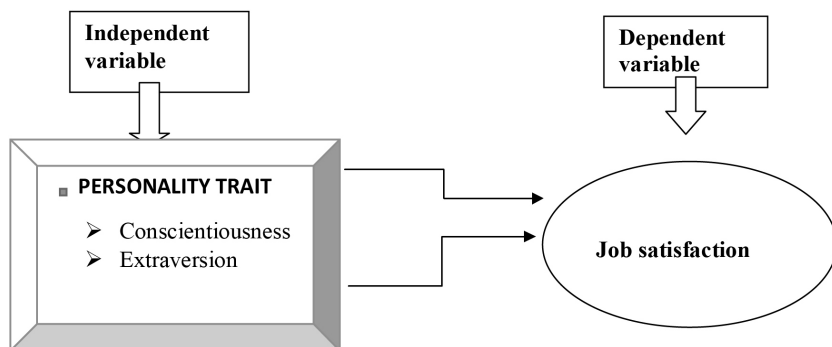 Independent
variable
Dependent
variable
PERSONALITY TRAIT
Conscientiousness
Extraversion
Job satisfaction